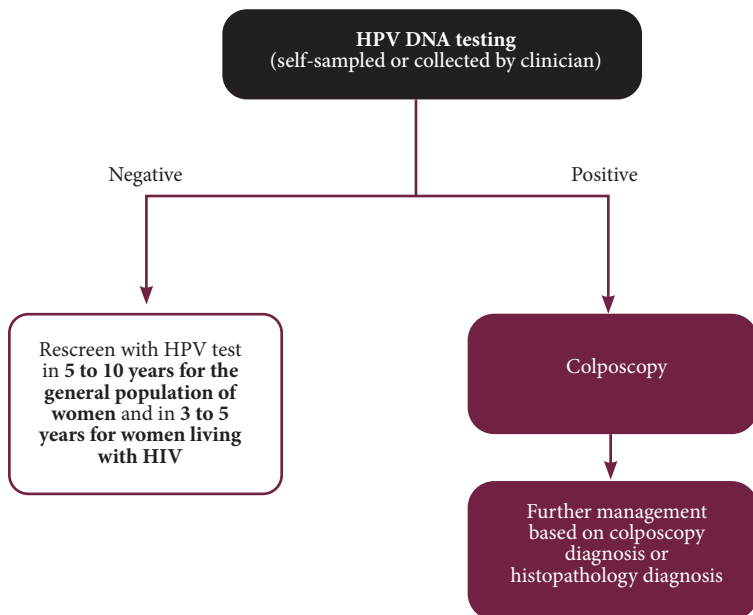 HPV DNA testing
(self-sampled or collected by clinician)
Negative
Positive
Rescreen with HPV test
in 5 to 10 years for the
general population of
women and in 3 to 5
years for women living
with HIV
Colposcopy
Further management
based on colposcopy
diagnosis or
histopathology diagnosis